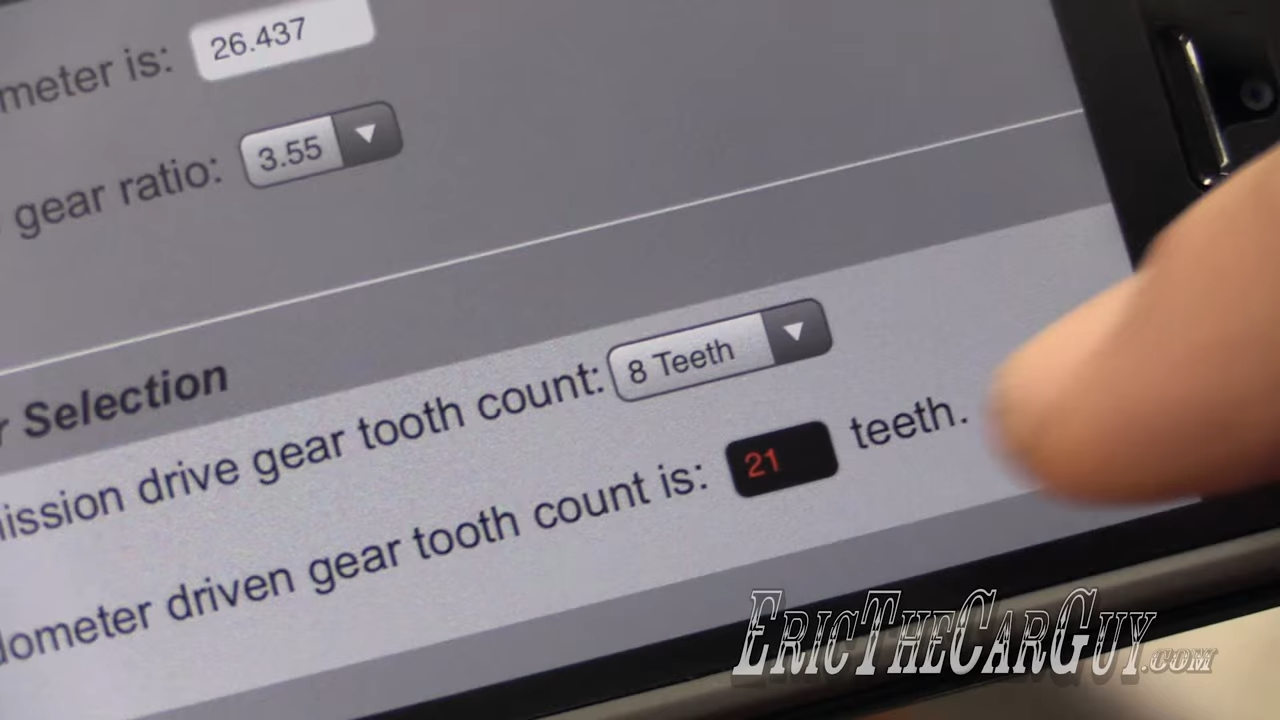 meter is: 26.437
gear ratio: 3.55
Selection
ission drive gear tooth count: 8 Teeth
ometer driven gear tooth count is: 21 teeth.
EricTheCarGuy.com